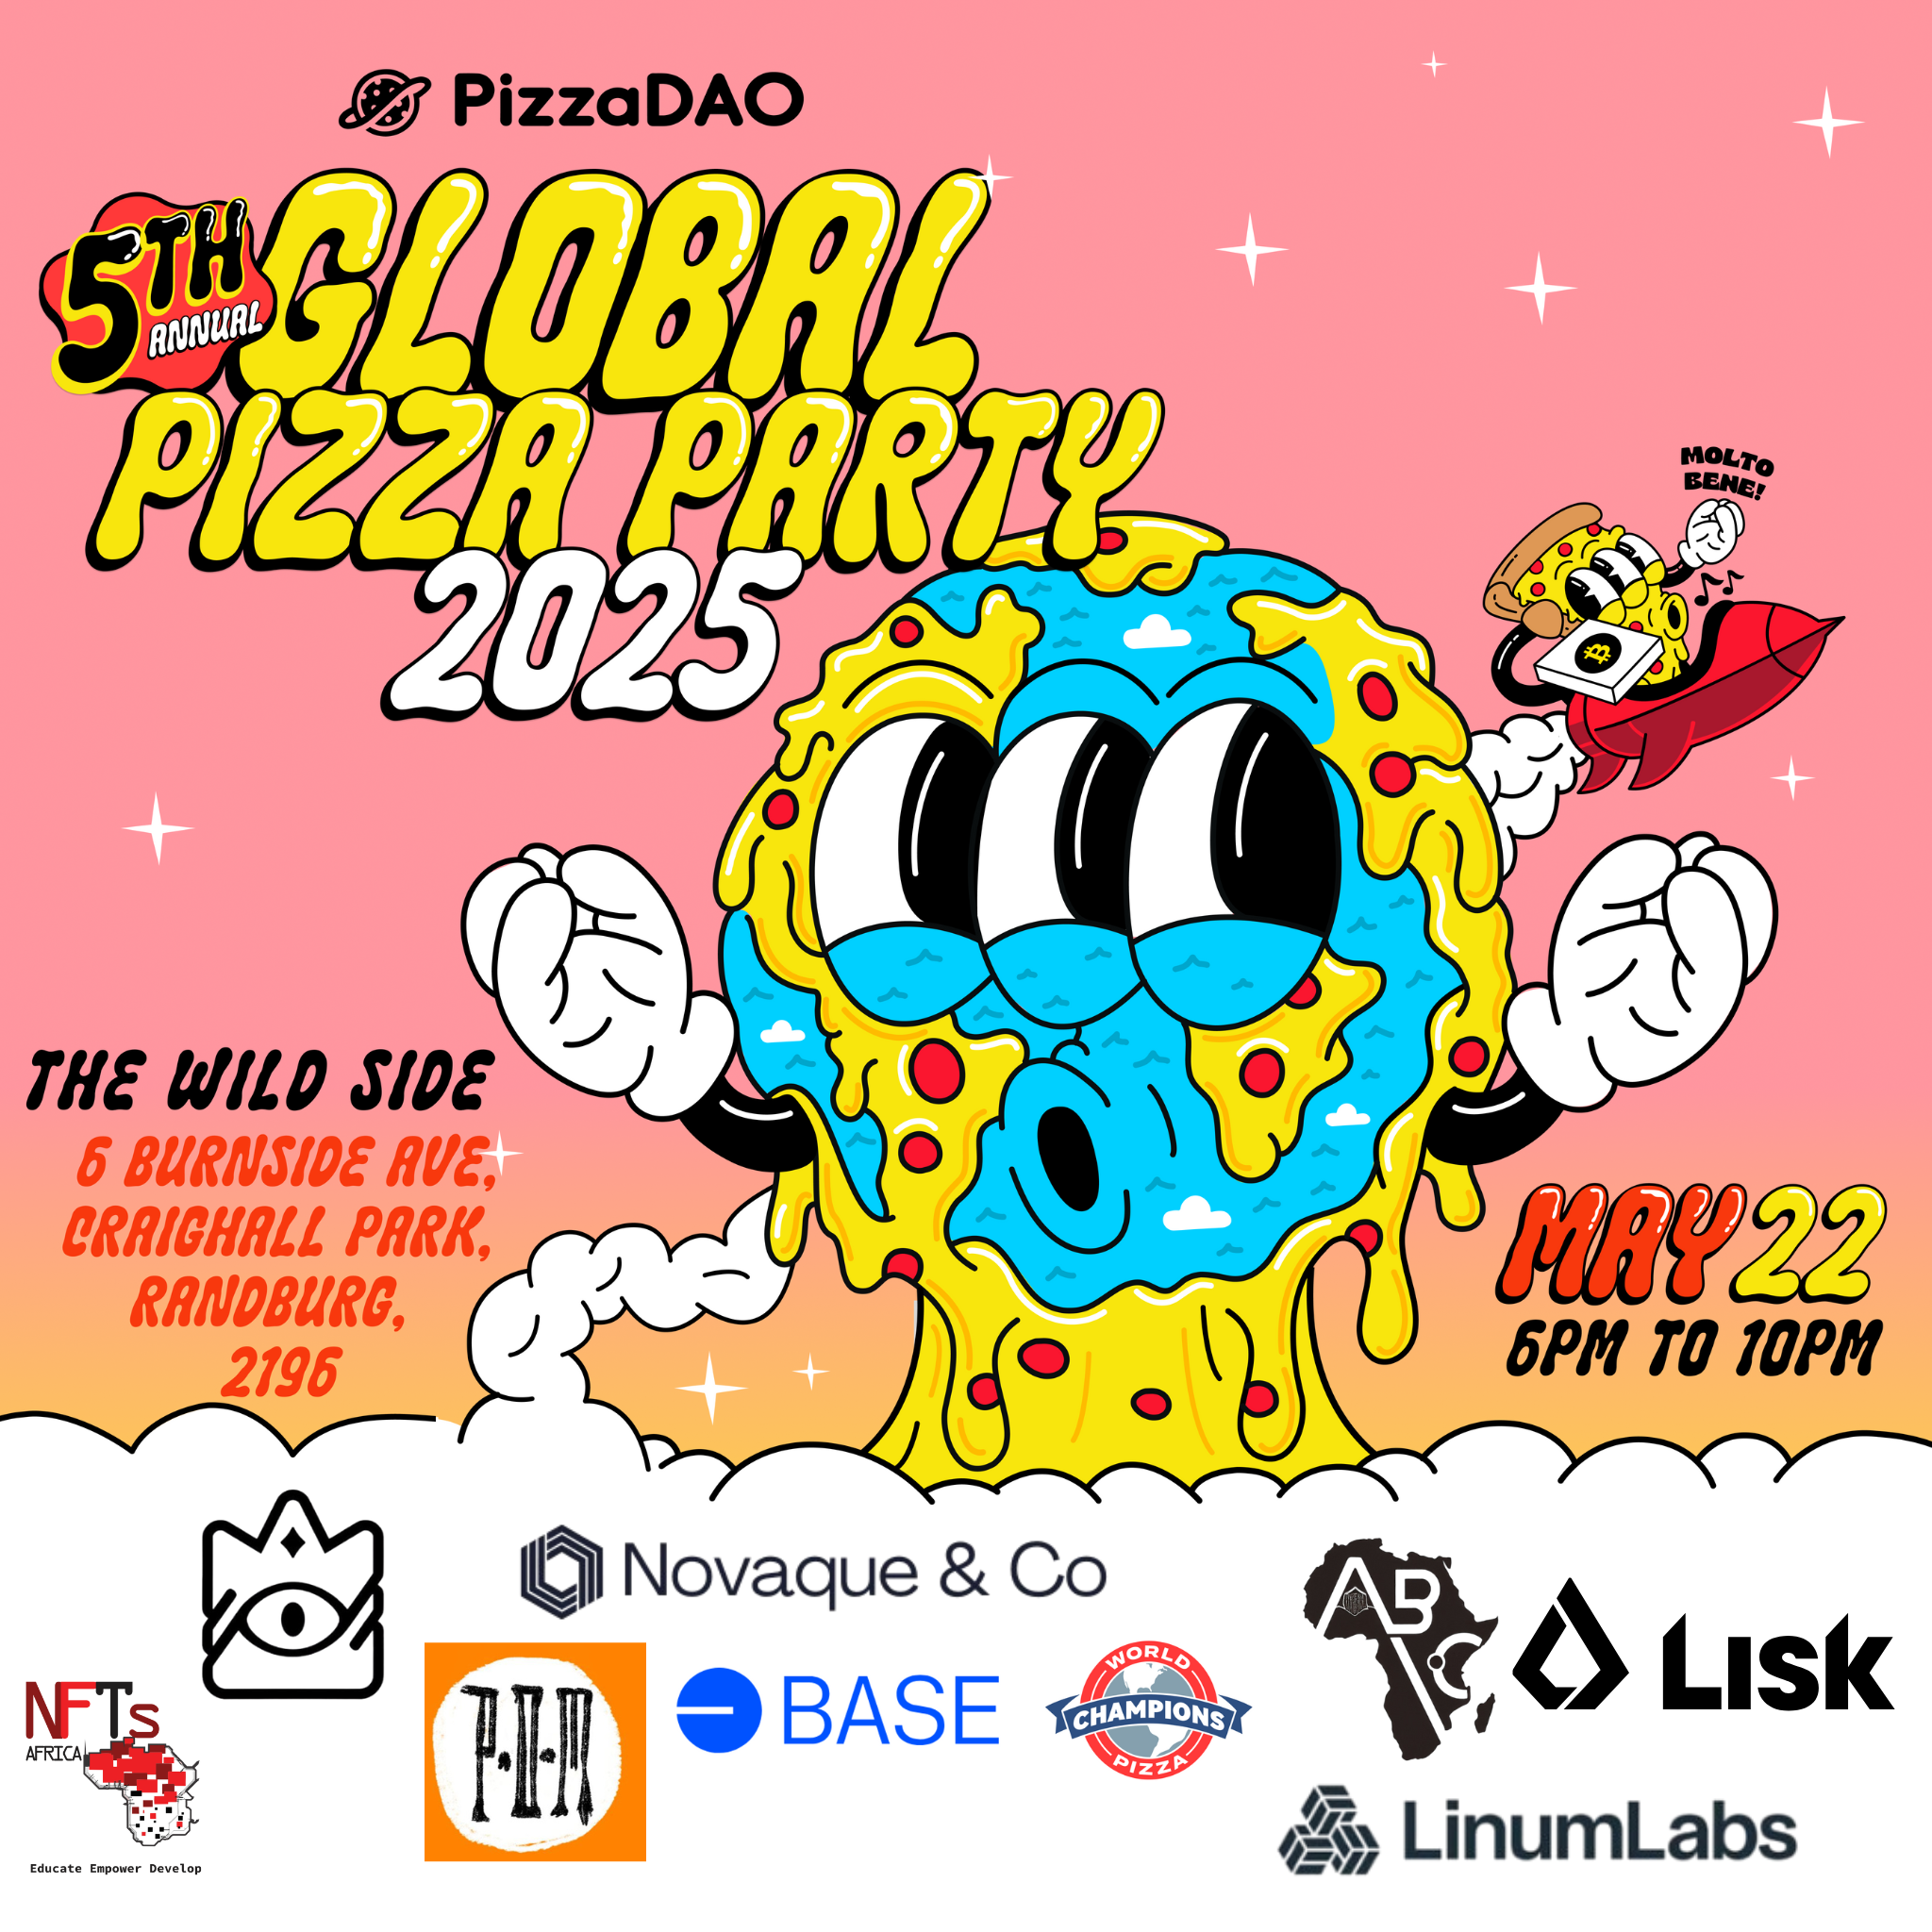 PizzaDAO
5TH
ANNUAL
GLOBAL
PIZZA PARTY
2025
MOLTO
BENE!
THE WILD SIDE
6 BURNSIDE AVE,
CRAIGHALL PARK,
RANDBURG,
2196
MAY 22
6PM TO 10PM
Novaque & Co
NFTs
AFRICA
Educate Empower Develop
BASE
WORLD
CHAMPIONS
PIZZA
ABC
LISK
LinumLabs